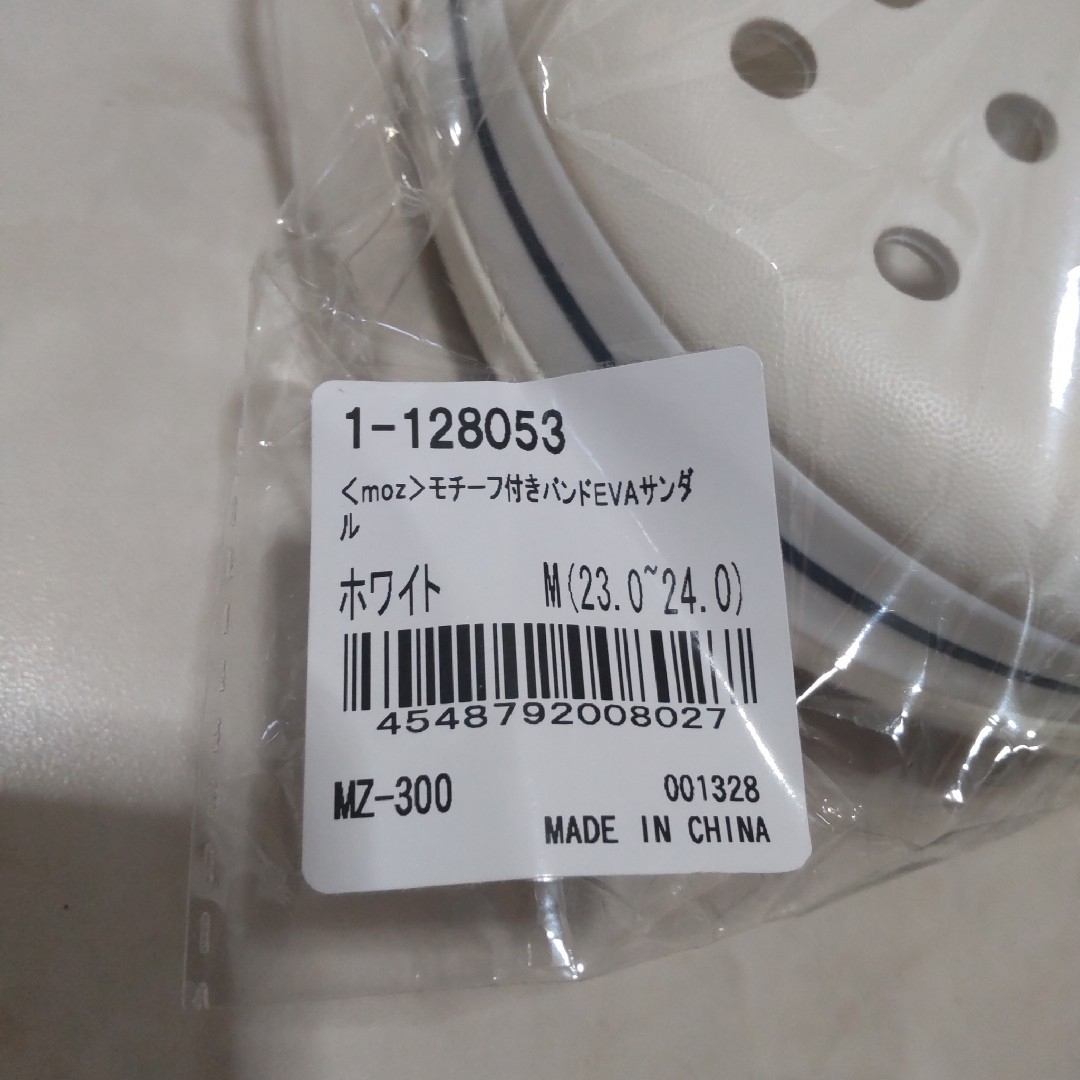 1-128053
<moz>モチーフ付きバンドEVAサンダ
ル
ホワイト M(23.0~24.0)
4548792008027
MZ-300 001328
MADE IN CHINA